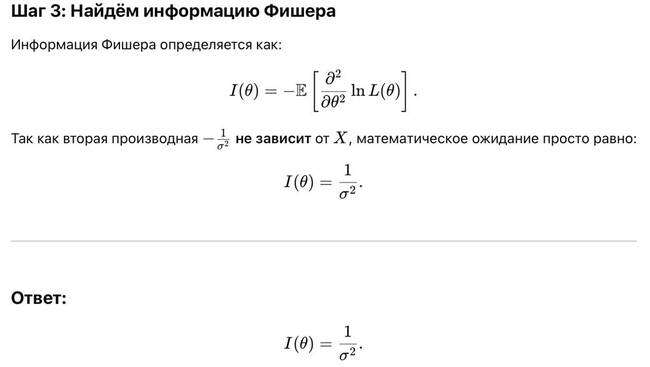 Шаг 3: Найдём информацию Фишера
Информация Фишера определяется как:
I(θ) = −𝔼 [ ∂²/∂θ² ln L(θ) ] .
Так как вторая производная −1/σ² не зависит от X, математическое ожидание просто равно:
I(θ) = 1/σ².
Ответ:
I(θ) = 1/σ².